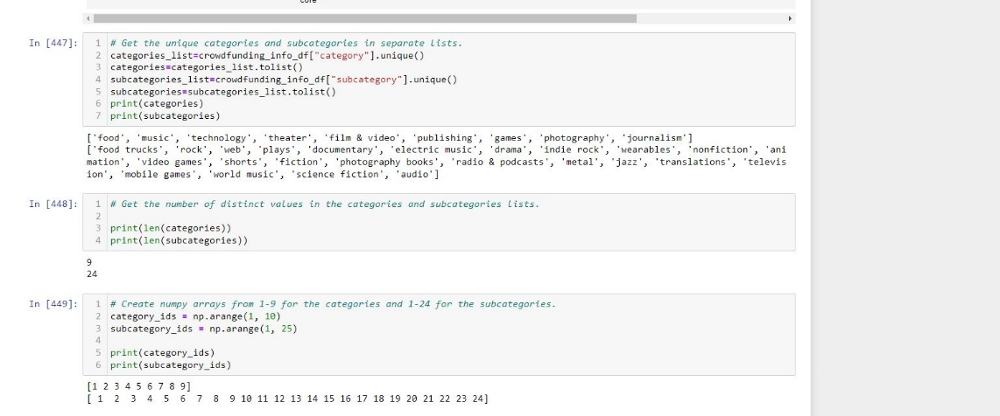 core
In [447]:
1 # Get the unique categories and subcategories in separate lists.
2 categories_list=crowdfunding_info_df["category"].unique()
3 categories=categories_list.tolist()
4 subcategories_list=crowdfunding_info_df["subcategory"].unique()
5 subcategories=subcategories_list.tolist()
6 print(categories)
7 print(subcategories)
['food', 'music', 'technology', 'theater', 'film & video', 'publishing', 'games', 'photography', 'journalism']
['food trucks', 'rock', 'web', 'plays', 'documentary', 'electric music', 'drama', 'indie rock', 'wearables', 'nonfiction', 'ani
mation', 'video games', 'shorts', 'fiction', 'photography books', 'radio & podcasts', 'metal', 'jazz', 'translations', 'televis
ion', 'mobile games', 'world music', 'science fiction', 'audio']
In [448]:
1 # Get the number of distinct values in the categories and subcategories lists.
2
3 print(len(categories))
4 print(len(subcategories))
9
24
In [449]:
1 # Create numpy arrays from 1-9 for the categories and 1-24 for the subcategories.
2 category_ids = np.arange(1, 10)
3 subcategory_ids = np.arange(1, 25)
4
5 print(category_ids)
6 print(subcategory_ids)
[1 2 3 4 5 6 7 8 9]
[ 1  2  3  4  5  6  7  8  9 10 11 12 13 14 15 16 17 18 19 20 21 22 23 24]